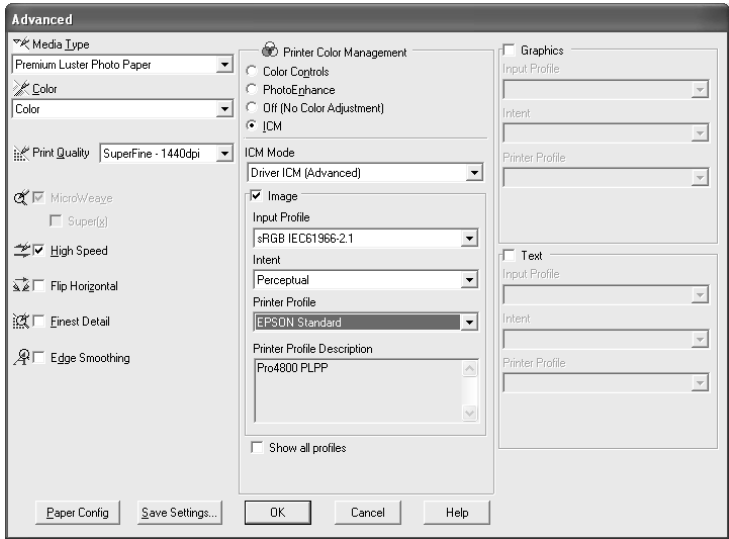 Advanced
Media Type
Premium Luster Photo Paper
Color
Color
Print Quality SuperFine - 1440dpi
MicroWeave
Super(x)
High Speed
Flip Horizontal
Finest Detail
Edge Smoothing
Paper Config
Save Settings...
Printer Color Management
Color Controls
PhotoEnhance
Off (No Color Adjustment)
ICM
ICM Mode
Driver ICM (Advanced)
Image
Input Profile
sRGB IEC61966-2.1
Intent
Perceptual
Printer Profile
EPSON Standard
Printer Profile Description
Pro4800 PLPP
Show all profiles
OK
Cancel
Help
Graphics
Input Profile
Intent
Printer Profile
Text
Input Profile
Intent
Printer Profile